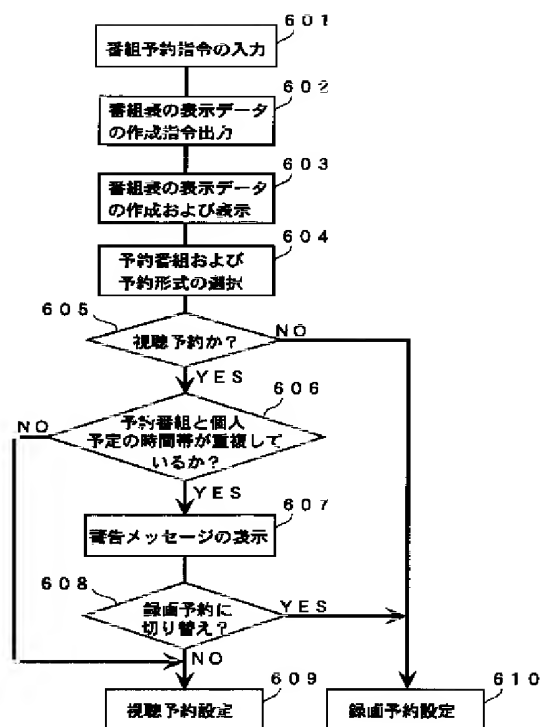 601
番組予約指令の入力
602
番組表の表示データ
の作成指令出力
603
番組表の表示データ
の作成および表示
604
予約番組および
予約形式の選択
605
視聴予約か?
NO
YES
606
NO
予約番組と個人
予定の時間帯が重複して
いるか?
YES
607
警告メッセージの表示
608
録画予約に
切り替え?
YES
NO
609
視聴予約設定
610
録画予約設定